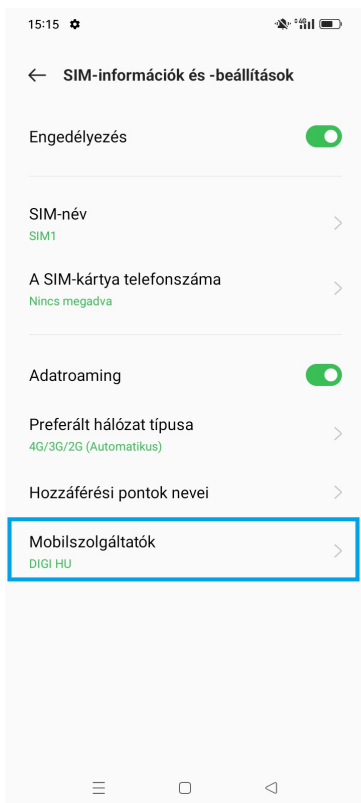 15:15
4G
SIM-információk és -beállítások
Engedélyezés
SIM-név
SIM1
A SIM-kártya telefonszáma
Nincs megadva
Adatroaming
Preferált hálózat típusa
4G/3G/2G (Automatikus)
Hozzáférési pontok nevei
Mobilszolgáltatók
DIGI HU